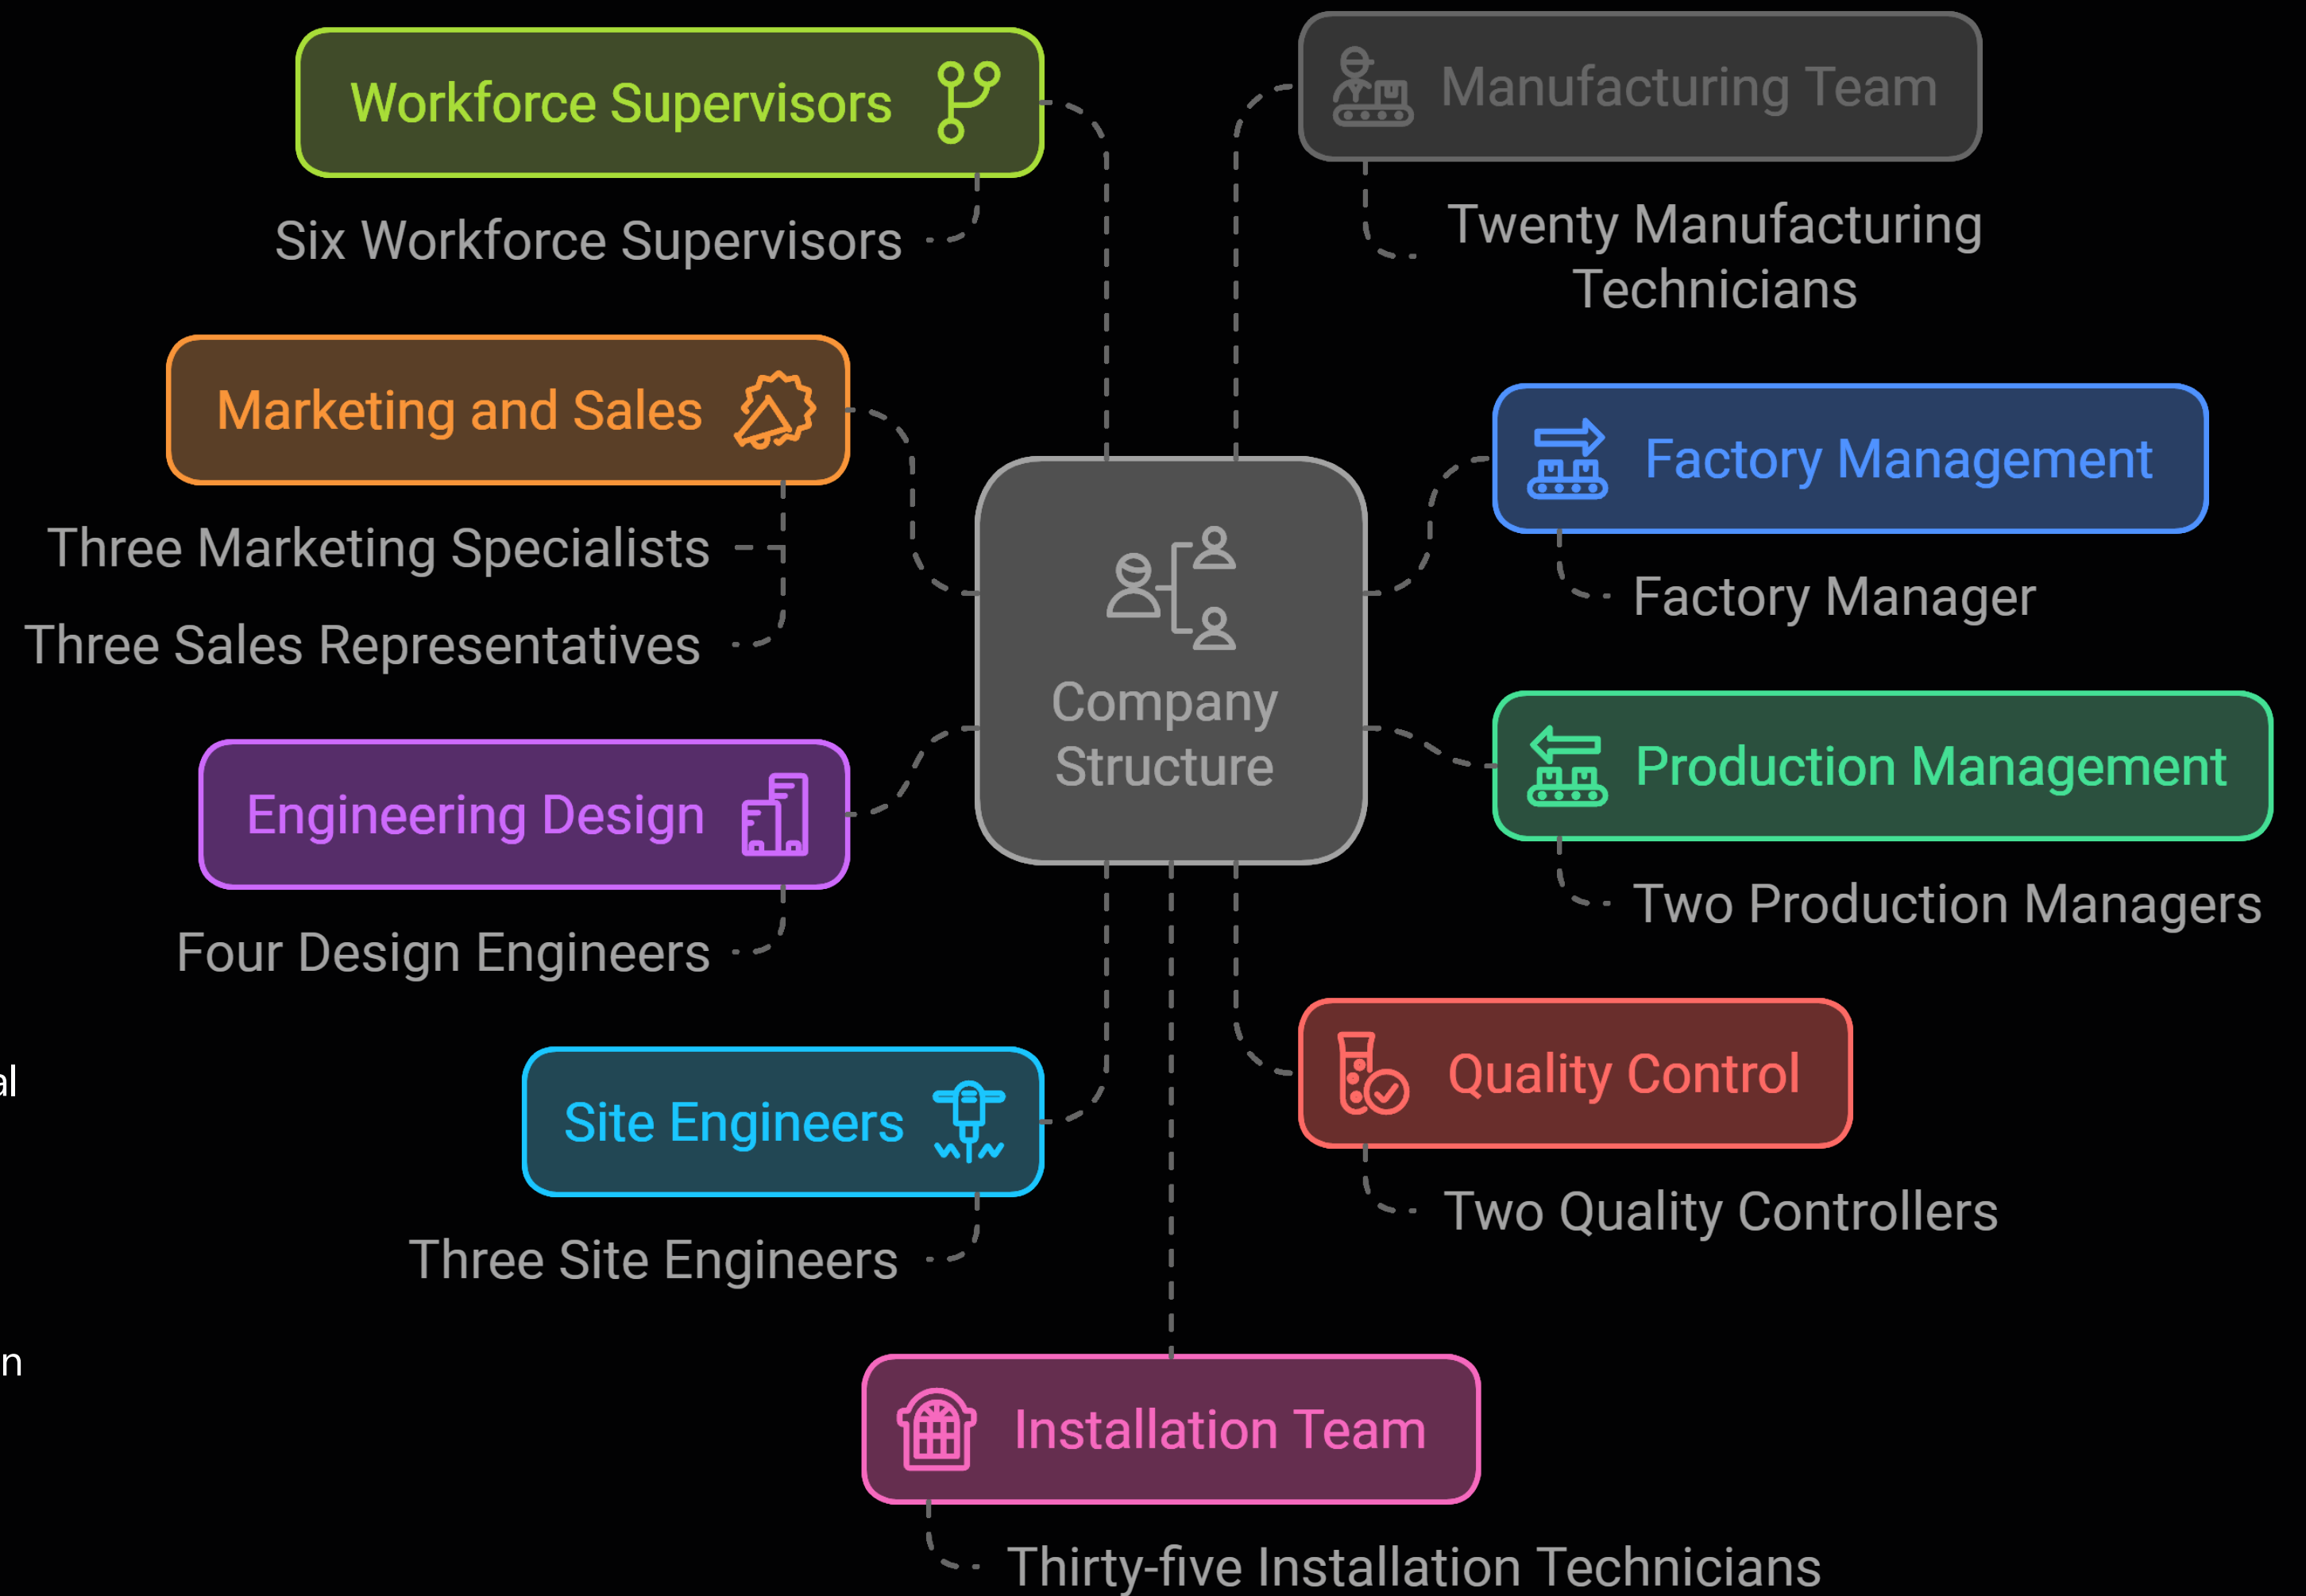 Workforce Supervisors
Six Workforce Supervisors
Marketing and Sales
Three Marketing Specialists
Three Sales Representatives
Engineering Design
Four Design Engineers
Site Engineers
Three Site Engineers
Company
Structure
Manufacturing Team
Twenty Manufacturing
Technicians
Factory Management
Factory Manager
Production Management
Two Production Managers
Quality Control
Two Quality Controllers
Installation Team
Thirty-five Installation Technicians